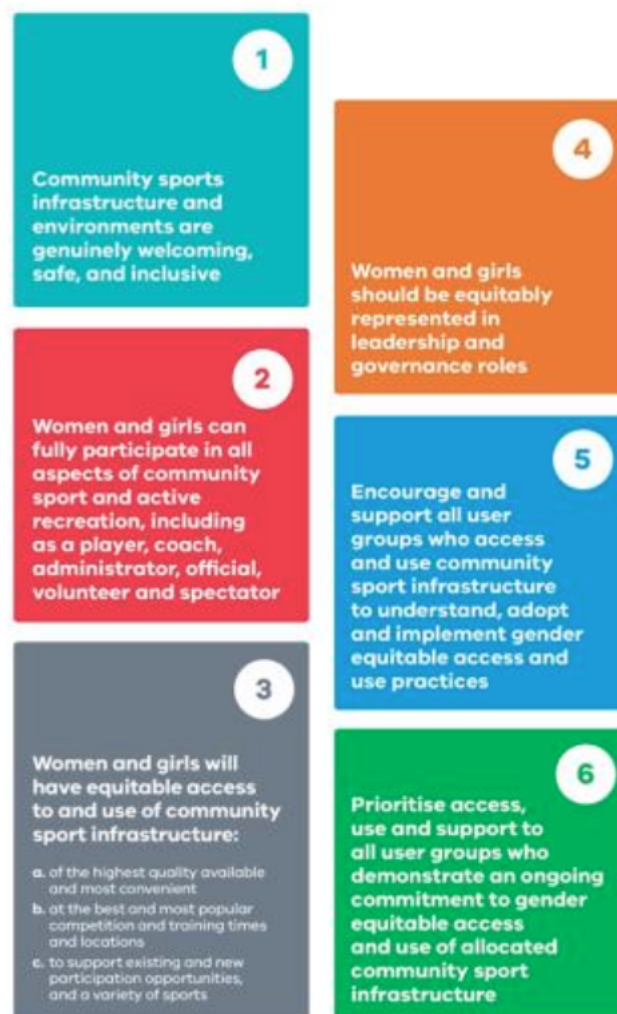 1
Community sports
infrastructure and
environments are
genuinely welcoming,
safe, and inclusive
2
Women and girls can
fully participate in all
aspects of community
sport and active
recreation, including
as a player, coach,
administrator, official,
volunteer and spectator
3
Women and girls will
have equitable access
to and use of community
sport infrastructure:
a. of the highest quality available
and most convenient
b. at the best and most popular
competition and training times
and locations
c. to support existing and new
participation opportunities,
and a variety of sports
4
Women and girls
should be equitably
represented in
leadership and
governance roles
5
Encourage and
support all user
groups who access
and use community
sport infrastructure
to understand, adopt
and implement gender
equitable access and
use practices
6
Prioritise access,
use and support to
all user groups who
demonstrate an ongoing
commitment to gender
equitable access
and use of allocated
community sport
infrastructure